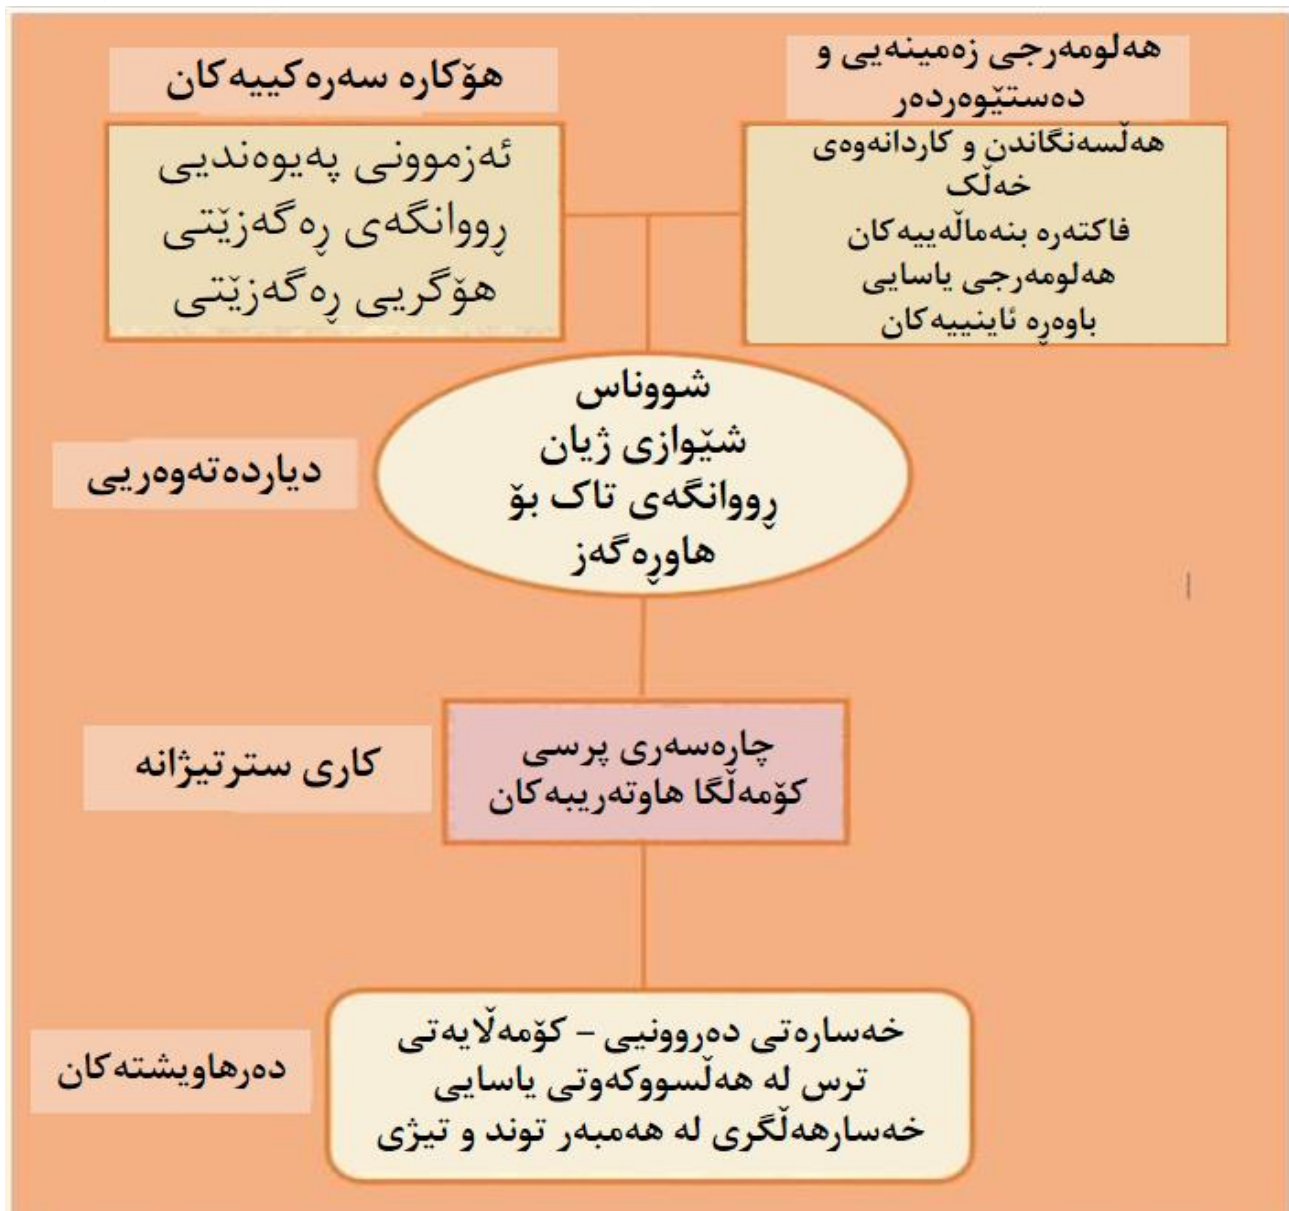 هەلومەرجی زەمینەیی و
دەستێوەردەر
هەڵسەنگاندن و کاردانەوەی
خەڵک
فاکتەرە بنەماڵەییەکان
هەلومەرجی یاسایی
باوەڕە ئاینییەکان
هۆکارە سەرەکییەکان
ئەزموونی پەیوەندیی
ڕووانگەی ڕەگەزێتی
هۆگریی ڕەگەزێتی
شووناس
شێوازی ژیان
ڕووانگەی تاک بۆ
هاوڕەگەز
دیاردەتەوەریی
چارەسەری پرسی
کۆمەڵگا هاوتەریبەکان
کاری سترتیژانە
خەسارەتی دەروونیی – کۆمەڵایەتی
ترس لە هەڵسووکەوتی یاسایی
خەسارهەڵگری لە هەمبەر توند و تیژی
دەرهاویشتەکان